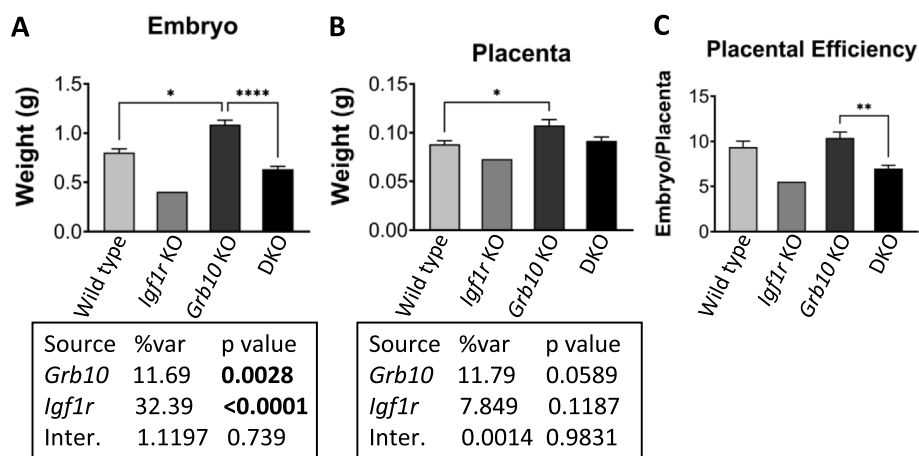 A
Embryo
Weight (g)
1.5
1.0
0.5
0.0
*
****
Wild type
Igf1r KO
Grb10 KO
DKO
Source %var p value
Grb10 11.69 0.0028
Igf1r 32.39 <0.0001
Inter. 1.1197 0.739
B
Placenta
Weight (g)
0.15
0.10
0.05
0.00
*
Wild type
Igf1r KO
Grb10 KO
DKO
Source %var p value
Grb10 11.79 0.0589
Igf1r 7.849 0.1187
Inter. 0.0014 0.9831
C
Placental Efficiency
Embryo/Placenta
15
10
5
0
**
Wild type
Igf1r KO
Grb10 KO
DKO